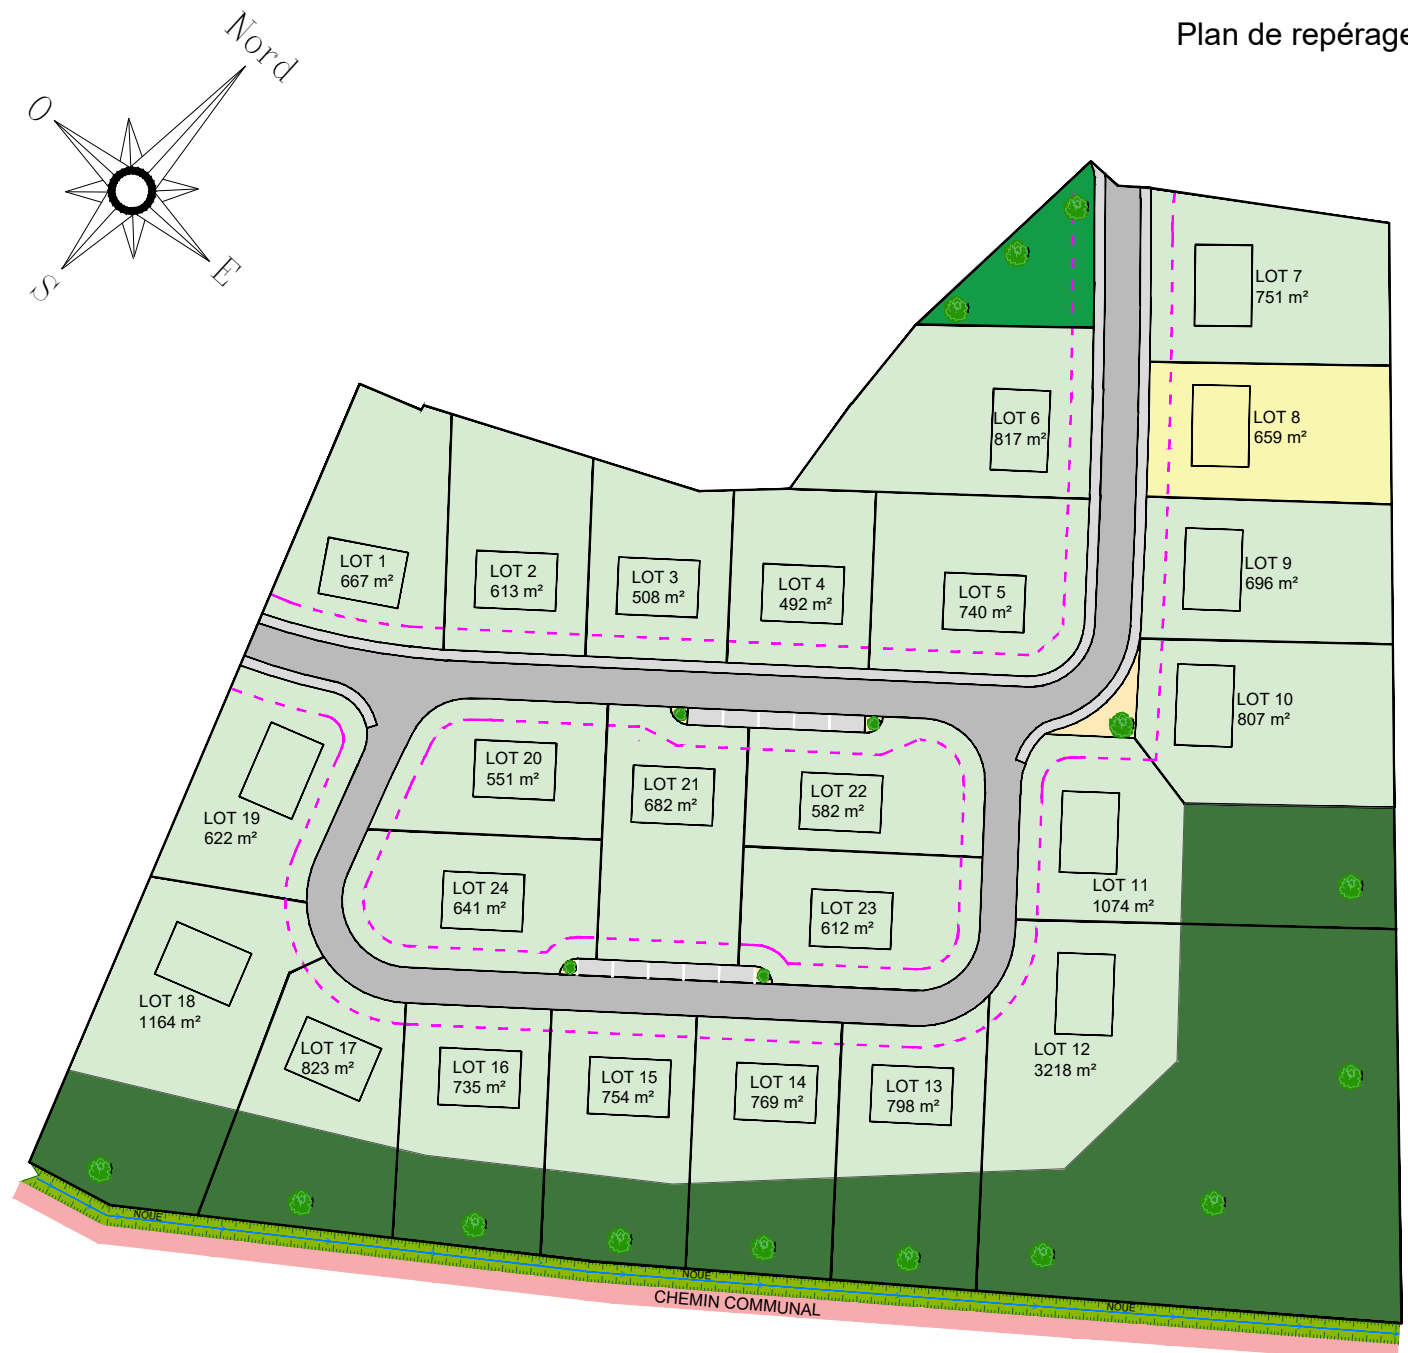 Plan de repérage
Nord
O
S
E
LOT 7
751 m²
LOT 6
817 m²
LOT 8
659 m²
LOT 1
667 m²
LOT 2
613 m²
LOT 3
508 m²
LOT 4
492 m²
LOT 5
740 m²
LOT 9
696 m²
LOT 10
807 m²
LOT 19
622 m²
LOT 20
551 m²
LOT 21
682 m²
LOT 22
582 m²
LOT 24
641 m²
LOT 23
612 m²
LOT 11
1074 m²
LOT 18
1164 m²
LOT 17
823 m²
LOT 16
735 m²
LOT 15
754 m²
LOT 14
769 m²
LOT 13
798 m²
LOT 12
3218 m²
NOUE
NOUE
NOUE
CHEMIN COMMUNAL